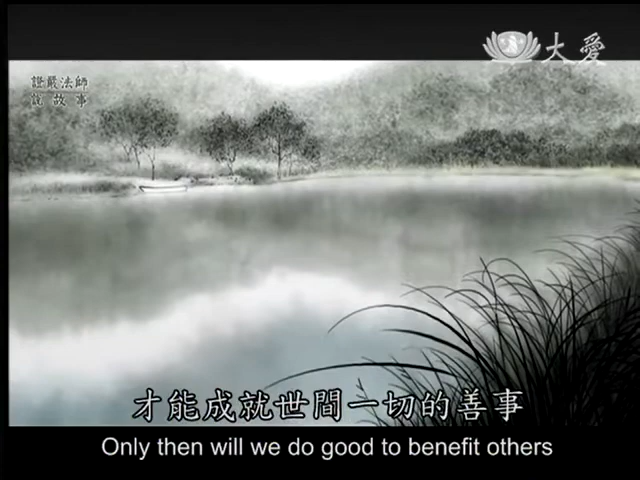 大愛
證嚴法師
說故事
才能成就世間一切的善事
Only then will we do good to benefit others